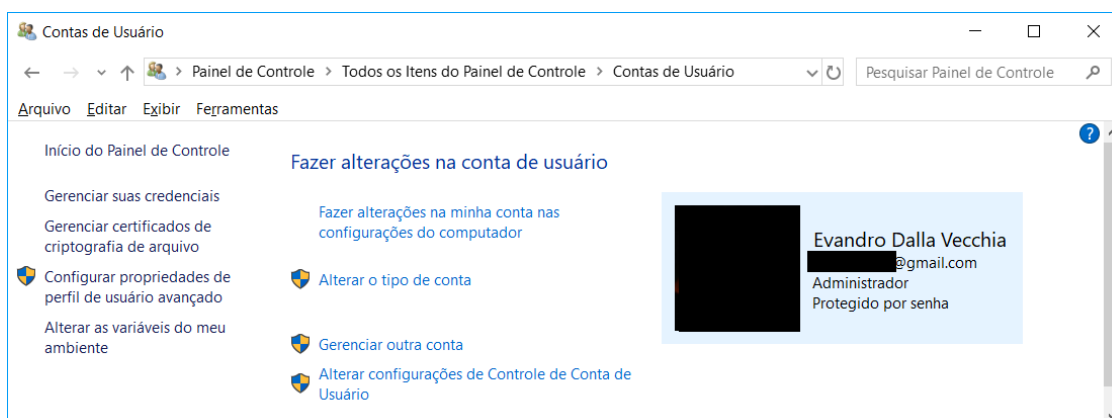 Contas de Usuário
Painel de Controle > Todos os Itens do Painel de Controle > Contas de Usuário
Pesquisar Painel de Controle
Arquivo Editar Exibir Ferramentas
Início do Painel de Controle
Gerenciar suas credenciais
Gerenciar certificados de
criptografia de arquivo
Configurar propriedades de
perfil de usuário avançado
Alterar as variáveis do meu
ambiente
Fazer alterações na conta de usuário
Fazer alterações na minha conta nas
configurações do computador
Alterar o tipo de conta
Gerenciar outra conta
Alterar configurações de Controle de Conta de
Usuário
Evandro Dalla Vecchia
@gmail.com
Administrador
Protegido por senha
?